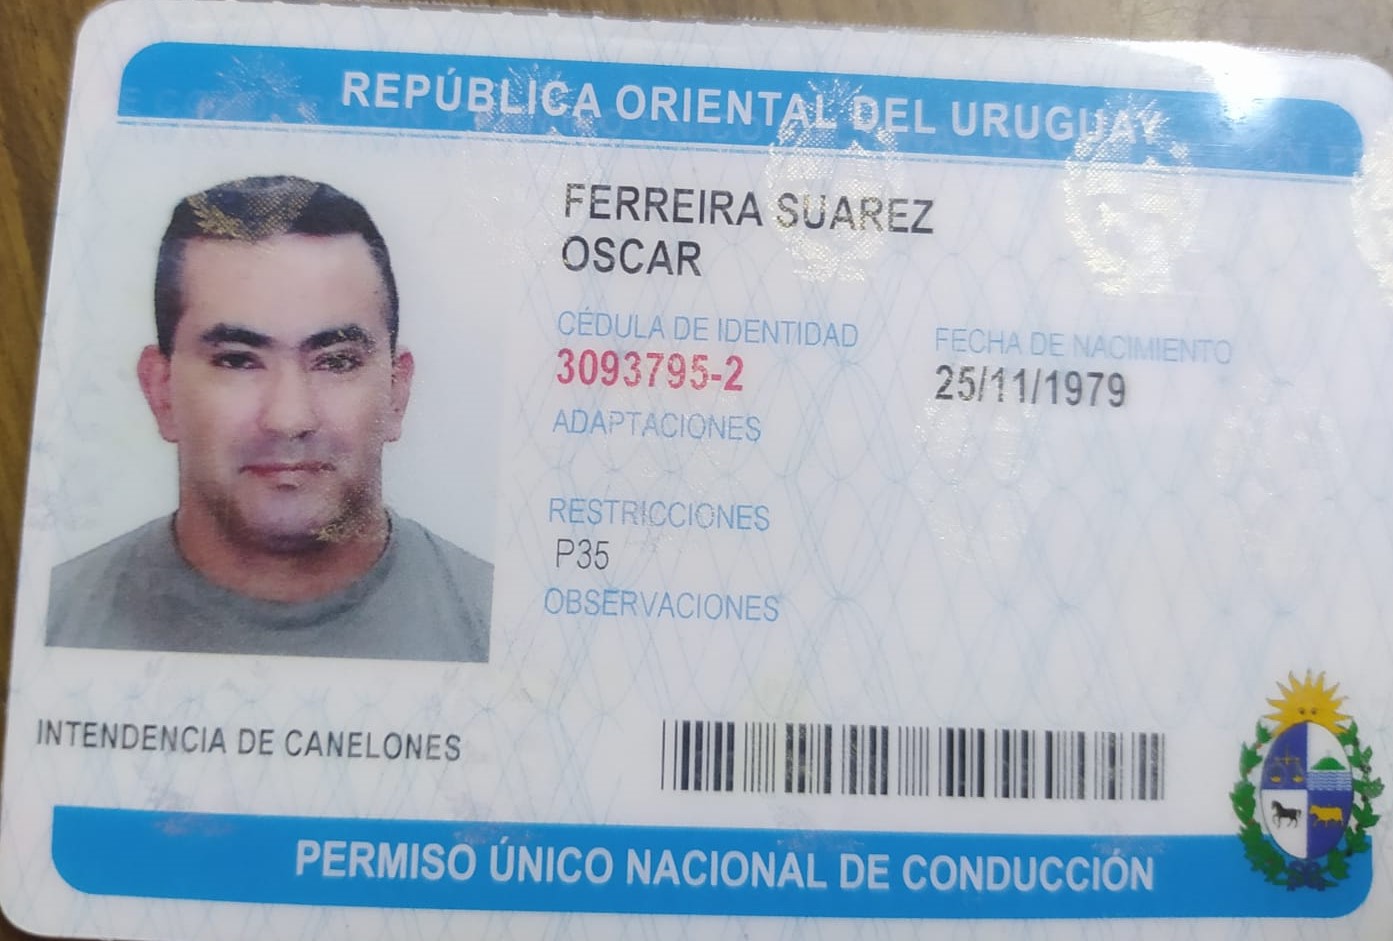 REPÚBLICA ORIENTAL DEL URUGUAY
FERREIRA SUAREZ
OSCAR
CÉDULA DE IDENTIDAD
3093795-2
FECHA DE NACIMIENTO
25/11/1979
ADAPTACIONES
RESTRICCIONES
P35
OBSERVACIONES
INTENDENCIA DE CANELONES
PERMISO ÚNICO NACIONAL DE CONDUCCIÓN